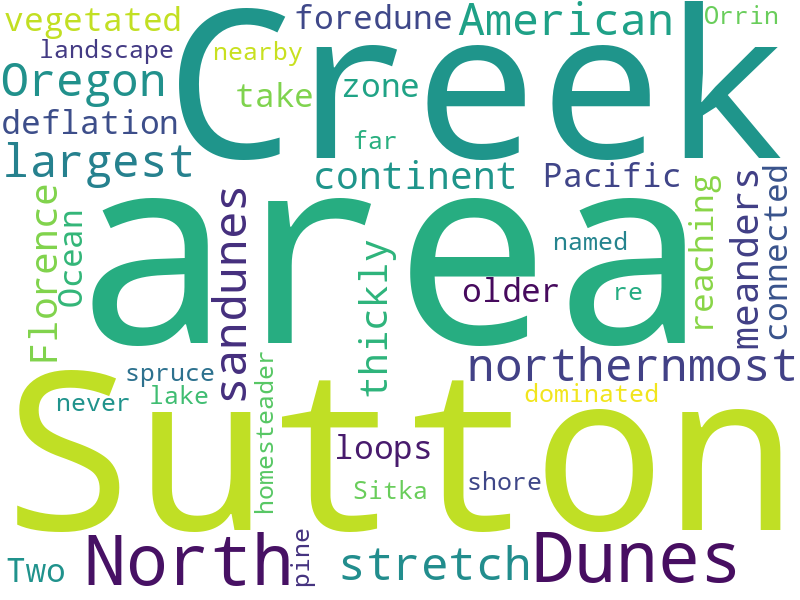 vegetated
foredune
American
Orrin
landscape
nearby
Creek
Oregon
take
zone
deflation
far
largest
continent
Pacific
Florence
Ocean
sandunes
area
thickly
named
older
re
reaching
meanders
connected
northernmost
spruce
never
lake
homesteader
dominated
Sutton
loops
Sitka
shore
Two
North
pine
stretch
Dunes